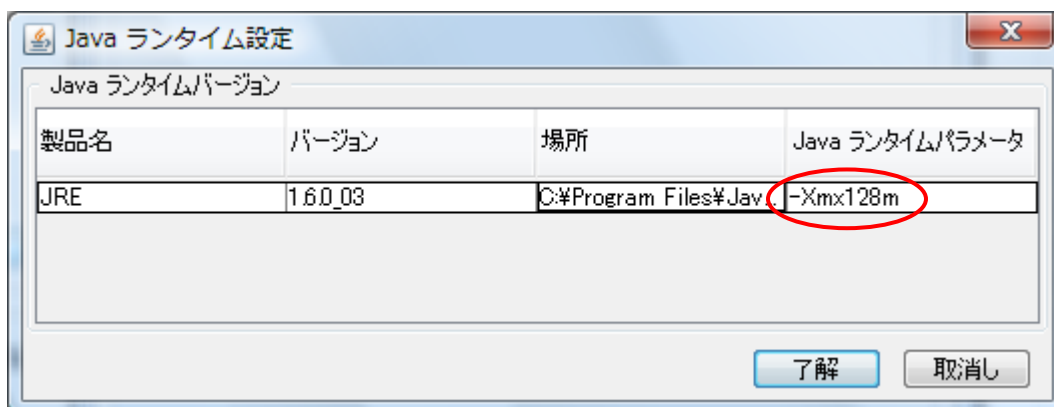 Java ランタイム設定
Java ランタイムバージョン
製品名 バージョン 場所 Java ランタイムパラメータ
JRE 1.6.0_03 C:¥Program Files¥Jav... -Xmx128m
了解 取消し